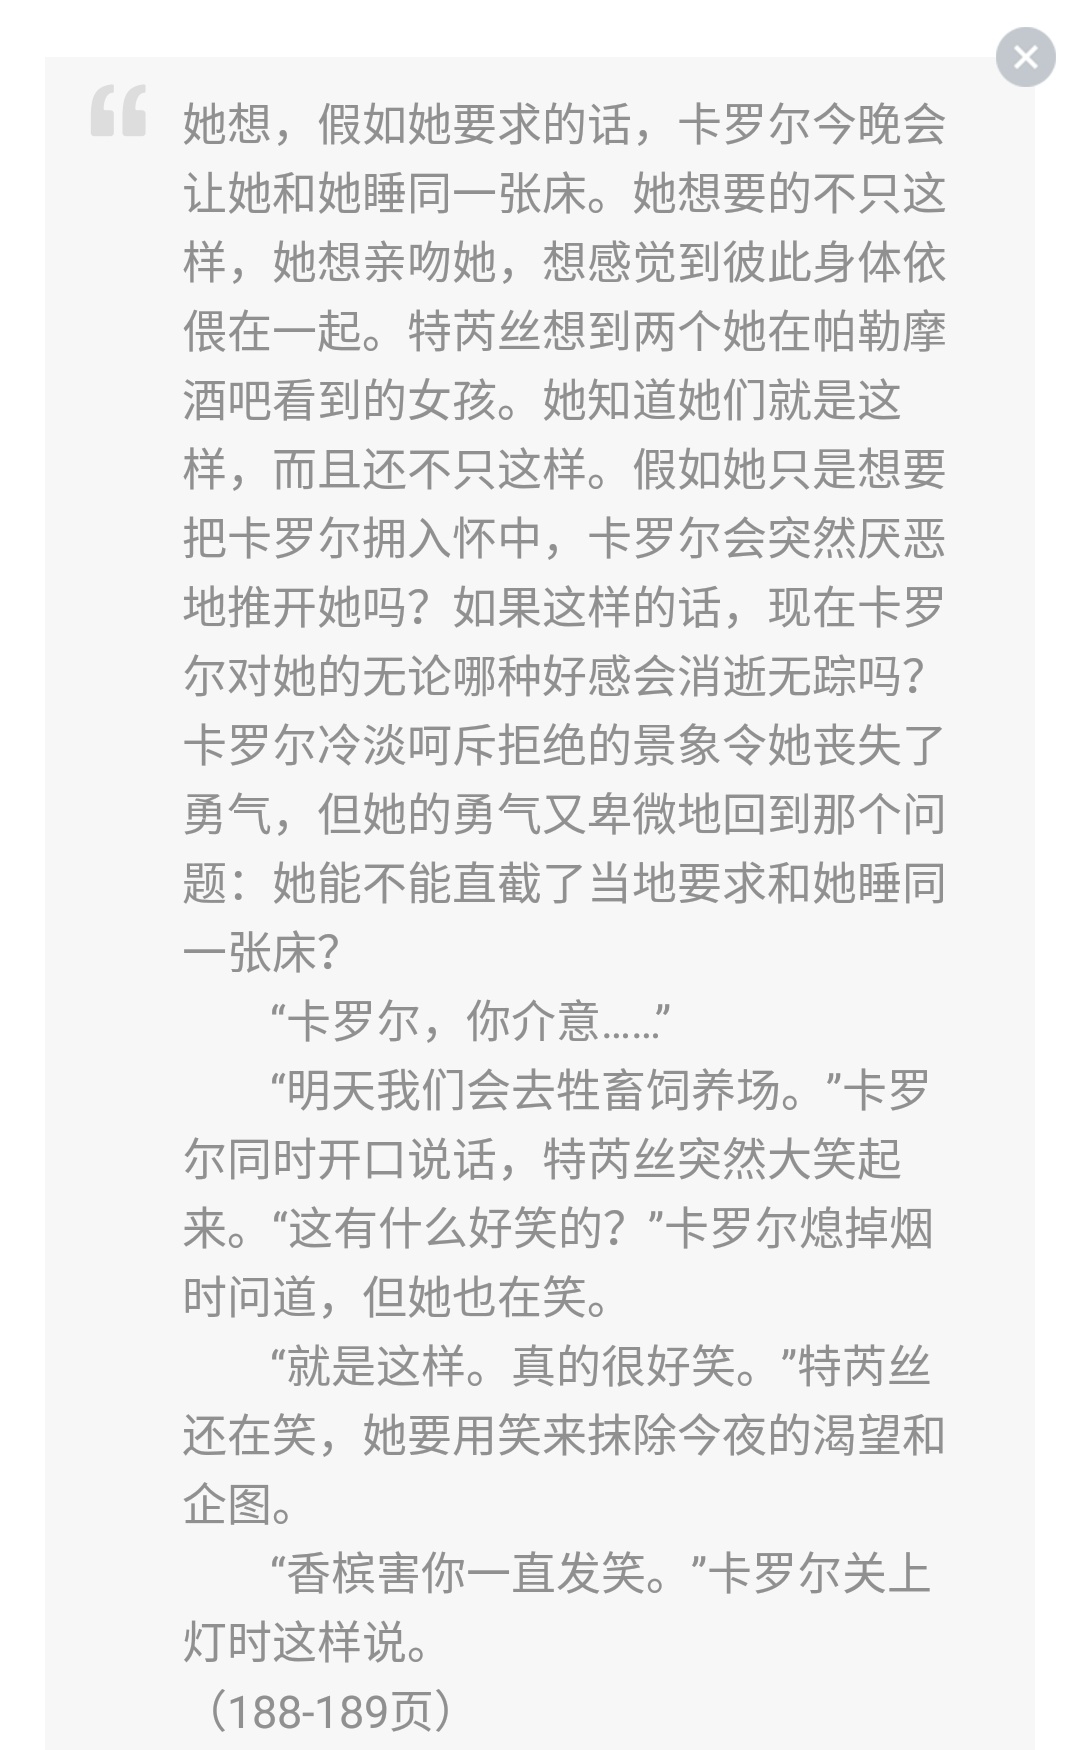 她想，假如她要求的话，卡罗尔今晚会
让她和她睡同一张床。她想要的不只这
样，她想亲吻她，想感觉到彼此身体依
偎在一起。特芮丝想到两个她在帕勒摩
酒吧看到的女孩。她知道她们就是这
样，而且还不只这样。假如她只是想要
把卡罗尔拥入怀中，卡罗尔会突然厌恶
地推开她吗？如果这样的话，现在卡罗
尔对她的无论哪种好感会消逝无踪吗？
卡罗尔冷淡呵斥拒绝的景象令她丧失了
勇气，但她的勇气又卑微地回到那个问
题：她能不能直截了当地要求和她睡同
一张床？
“卡罗尔，你介意……”
“明天我们会去牲畜饲养场。”卡罗
尔同时开口说话，特芮丝突然大笑起
来。“这有什么好笑的？”卡罗尔熄掉烟
时问道，但她也在笑。
“就是这样。真的很好笑。”特芮丝
还在笑，她要用笑来抹除今夜的渴望和
企图。
“香槟害你一直发笑。”卡罗尔关上
灯时这样说。
（188-189页）